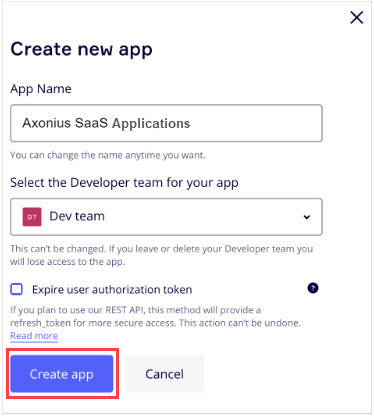 Create new app
App Name
Axonius SaaS Applications
You can change the name anytime you want.
Select the Developer team for your app
DT Dev team
This can't be changed. If you leave or delete your Developer team you
will lose access to the app.
Expire user authorization token ?
If you plan to use our REST API, this method will provide a
refresh_token for more secure access. This action can't be undone.
Read more
Create app Cancel